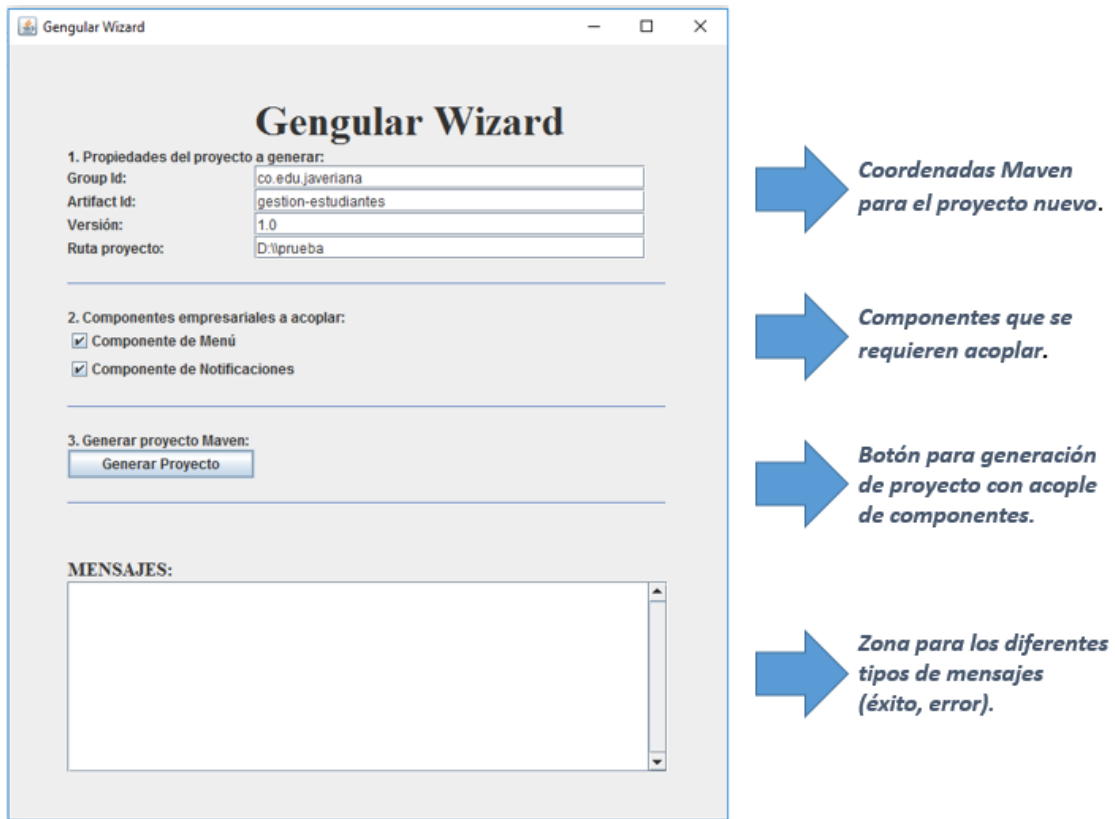 Gengular Wizard
Gengular Wizard
1. Propiedades del proyecto a generar:
Group Id:
co.edu.javeriana
Artifact Id:
gestion-estudiantes
Versión:
1.0
Ruta proyecto:
D:\\prueba
2. Componentes empresariales a acoplar:
Componente de Menú
Componente de Notificaciones
3. Generar proyecto Maven:
Generar Proyecto
MENSAJES:
Coordenadas Maven
para el proyecto nuevo.
Componentes que se
requieren acoplar.
Botón para generación
de proyecto con acople
de componentes.
Zona para los diferentes
tipos de mensajes
(éxito, error).